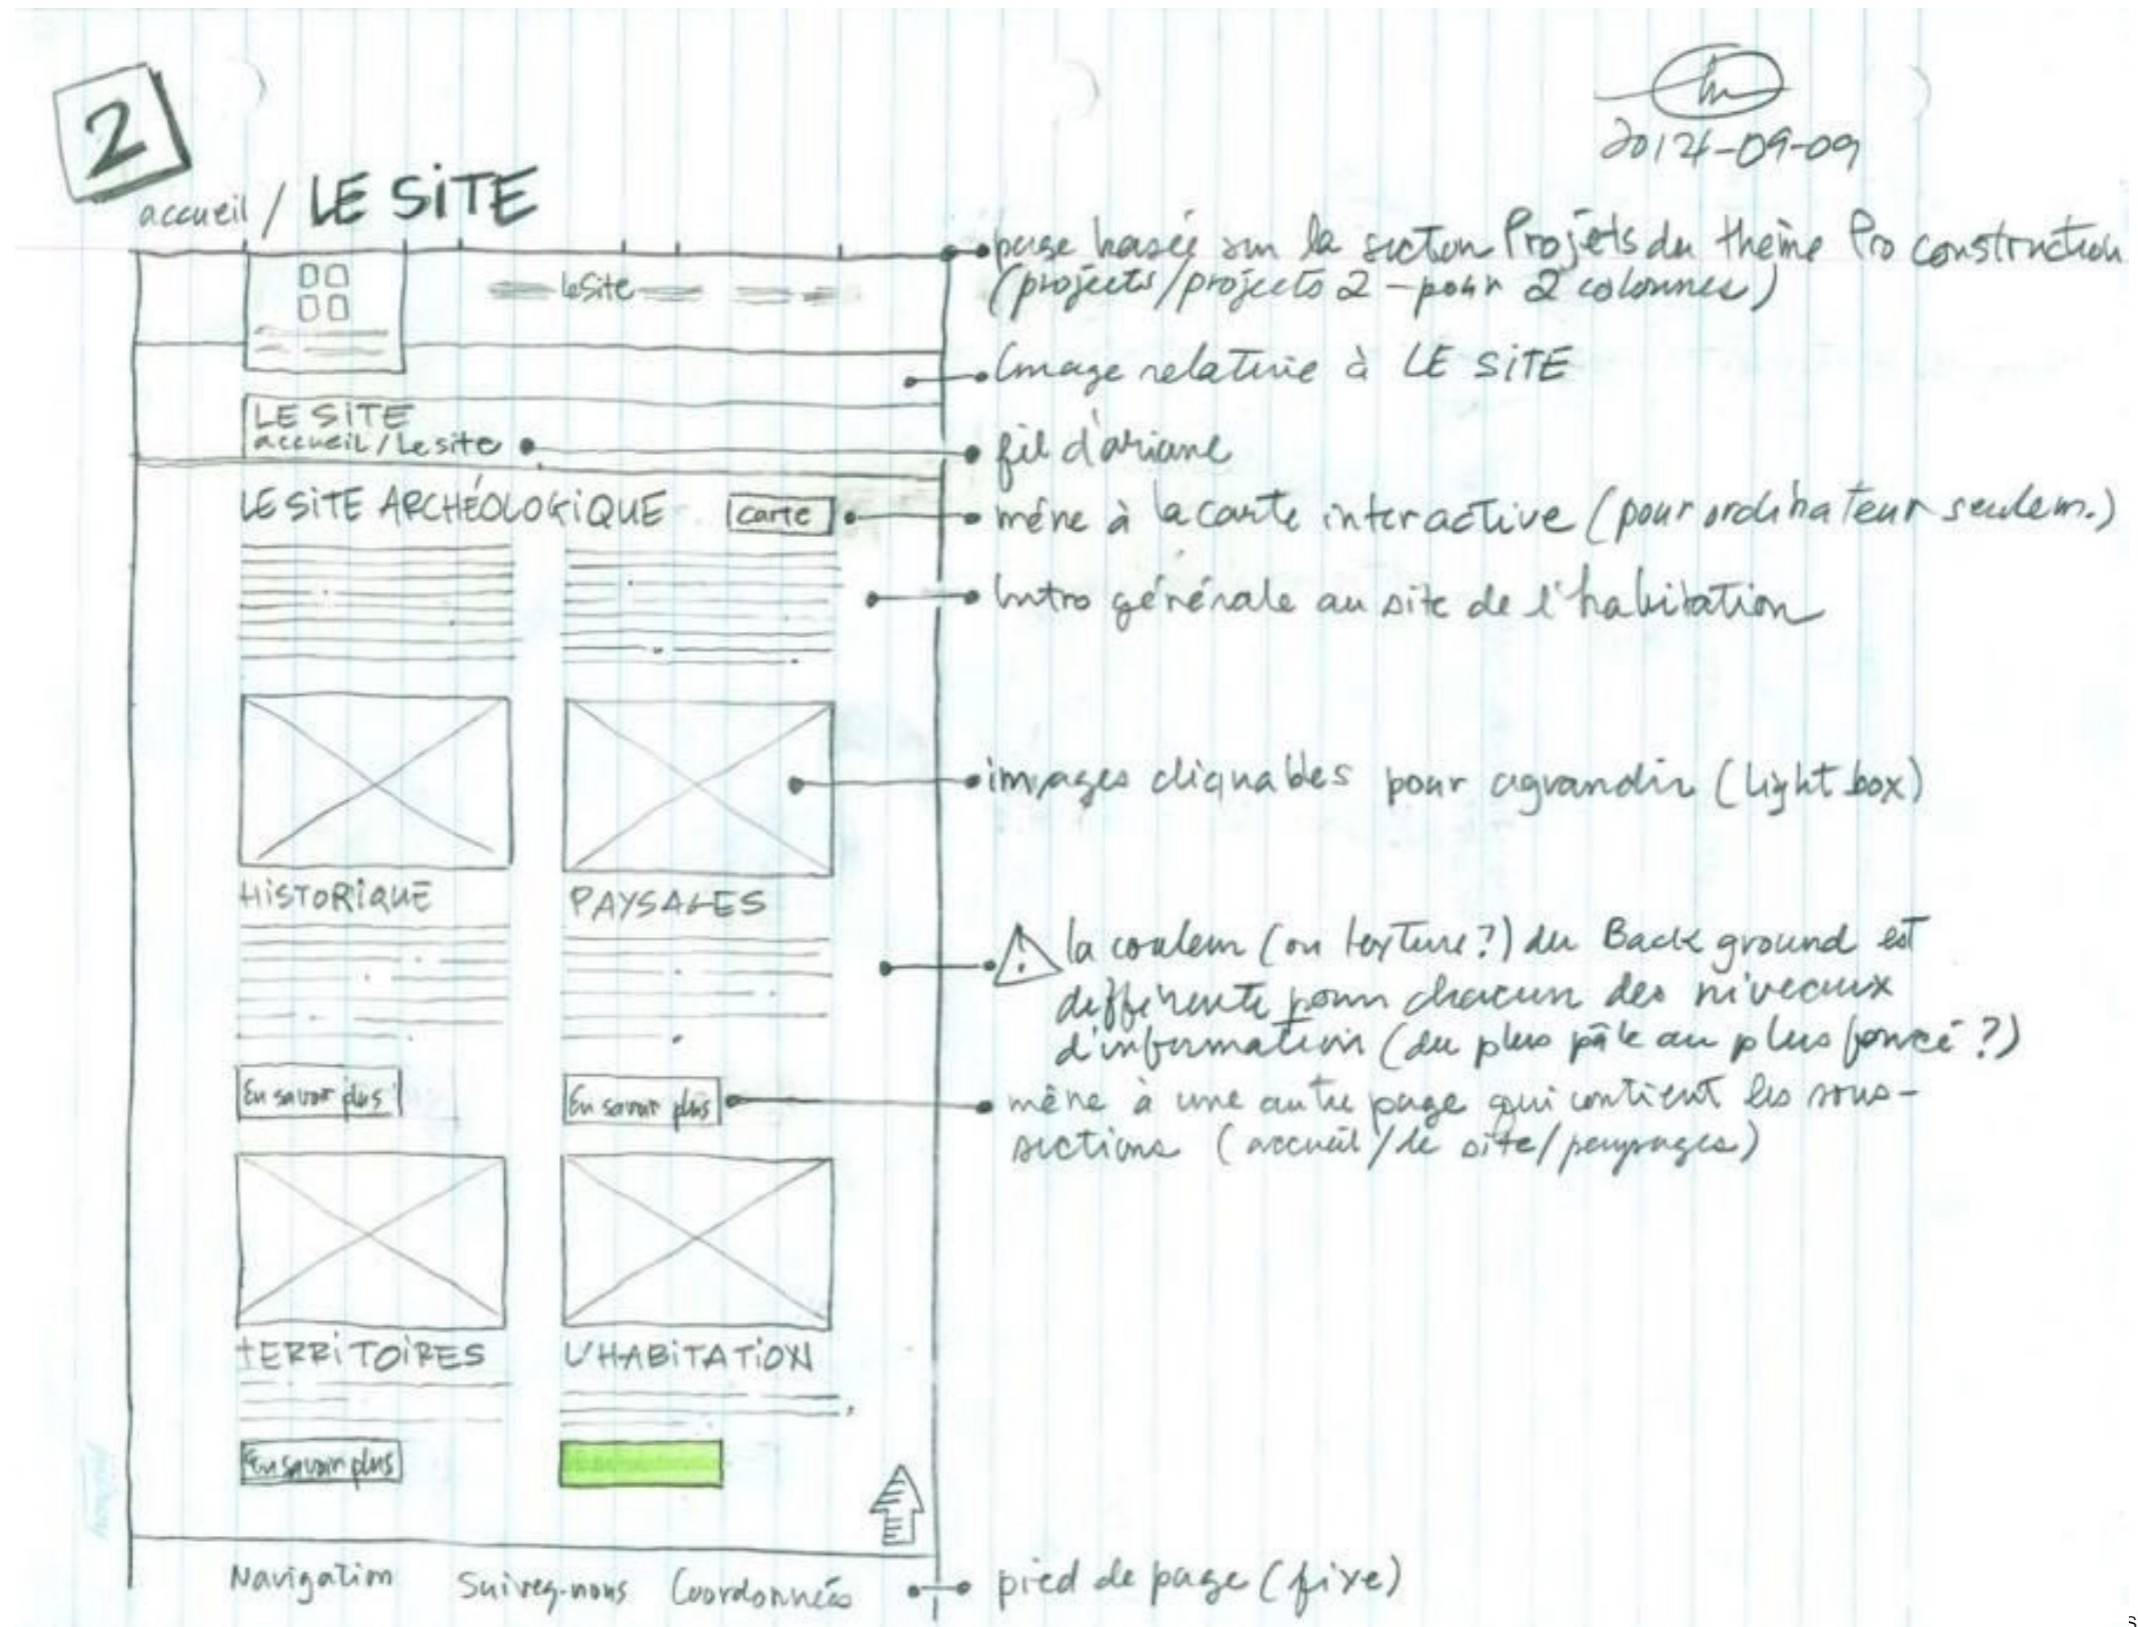 2
2014-09-09
accueil / LE SITE
page basée sur la section Projets du thème Pro construction
(projects/projects 2 - pour 2 colonnes)
le Site
Image relative à LE SITE
LE SITE
accueil / Le site
fil d'ariane
LE SITE ARCHÉOLOGIQUE
carte
mène à la carte interactive (pour ordinateur seulem.)
Intro générale au site de l'habitation
images cliquables pour agrandir (light box)
HISTORIQUE
PAYSAGES
la couleur (ou texture?) du Back ground est
différente pour chacun des niveaux
d'information (du plus pâle au plus foncé?)
En savoir plus
En savoir plus
mène à une autre page qui contient les sous-
sections (accueil/le site/paysages)
TERRITOIRES
L'HABITATION
En savoir plus
Navigation
Suivez-nous
Coordonnées
pied de page (fixe)
s